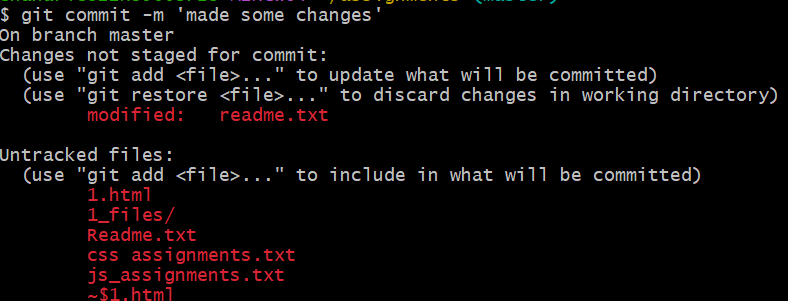 $ git commit -m 'made some changes'
On branch master
Changes not staged for commit:
  (use "git add <file>..." to update what will be committed)
  (use "git restore <file>..." to discard changes in working directory)
        modified:   readme.txt

Untracked files:
  (use "git add <file>..." to include in what will be committed)
        1.html
        1_files/
        Readme.txt
        css assignments.txt
        js_assignments.txt
        ~$1.html